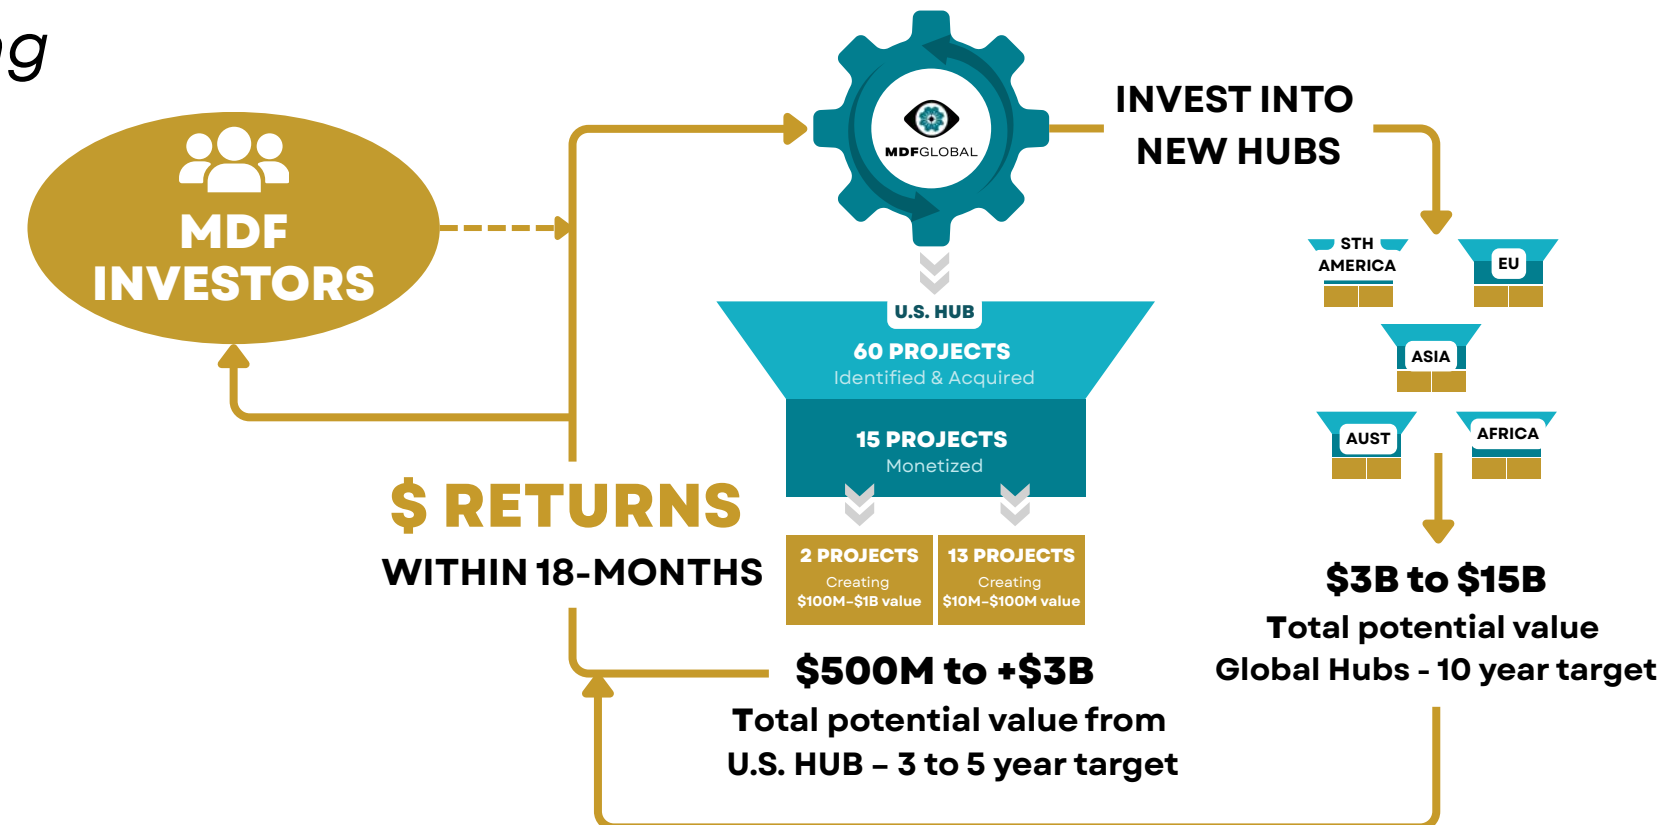 MDF
INVESTORS
MDFGLOBAL
INVEST INTO
NEW HUBS
STH
AMERICA
EU
ASIA
AUST
AFRICA
U.S. HUB
60 PROJECTS
Identified & Acquired
15 PROJECTS
Monetized
2 PROJECTS
Creating
$100M–$1B value
13 PROJECTS
Creating
$10M–$100M value
$ RETURNS
WITHIN 18-MONTHS
$500M to +$3B
Total potential value from
U.S. HUB – 3 to 5 year target
$3B to $15B
Total potential value
Global Hubs - 10 year target